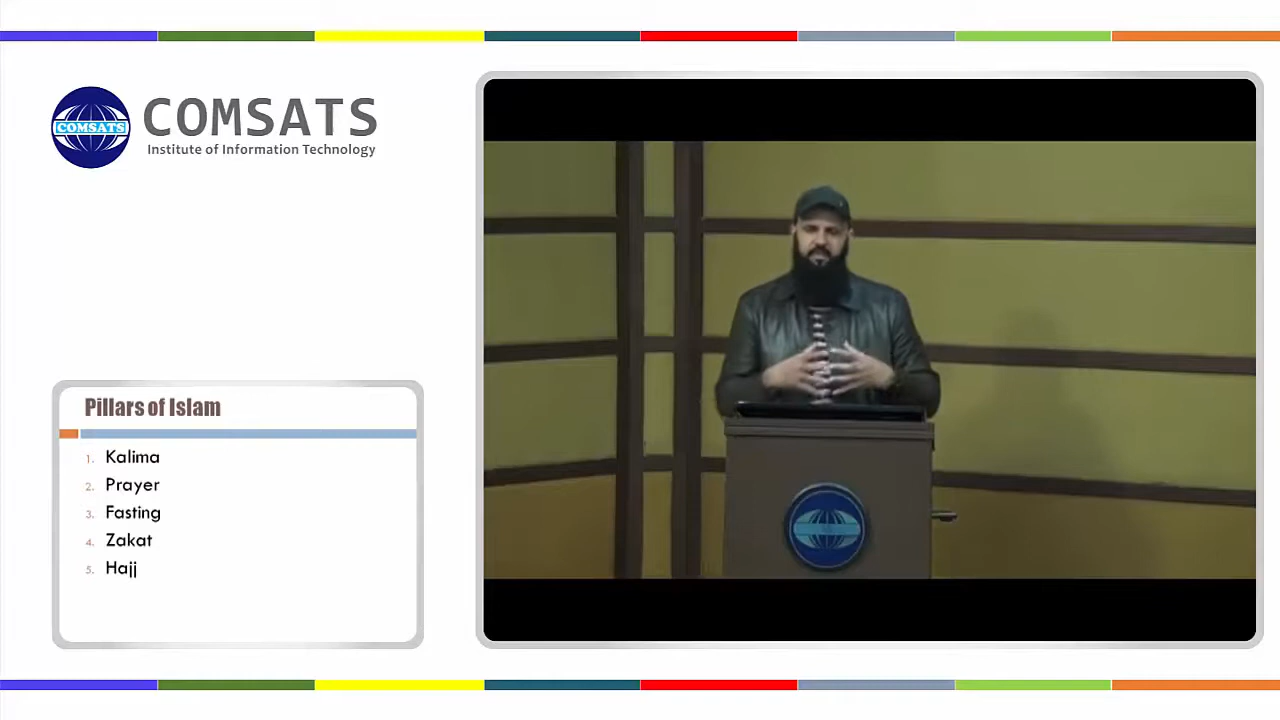 COMSATS
COMSATS
Institute of Information Technology
Pillars of Islam
1. Kalima
2. Prayer
3. Fasting
4. Zakat
5. Hajj